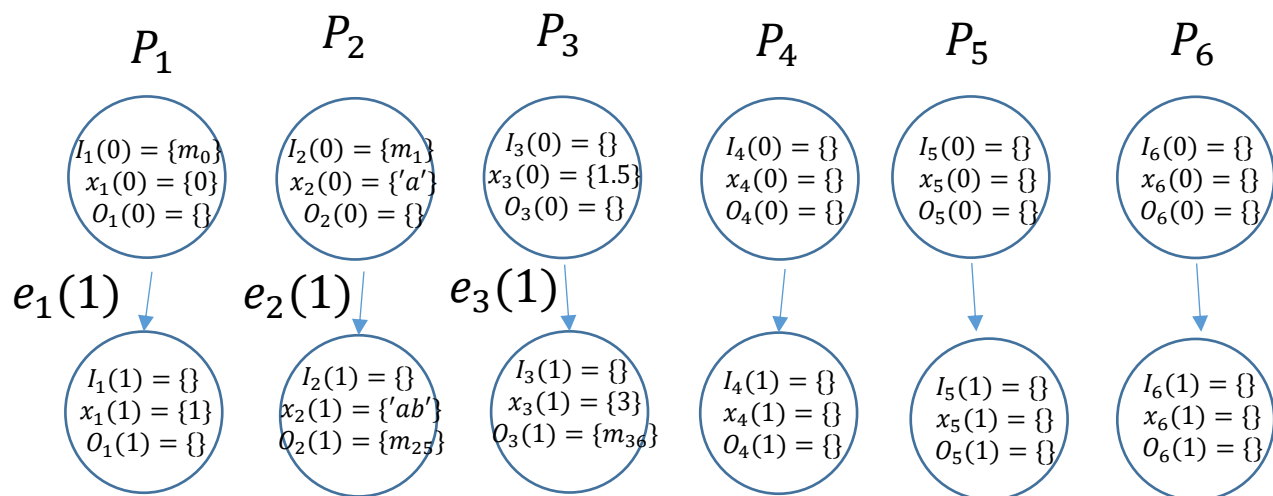 P₁ P₂ P₃ P₄ P₅ P₆
I₁(0) = {m₀}
x₁(0) = {0}
O₁(0) = {}
I₂(0) = {m₁}
x₂(0) = {'a'}
O₂(0) = {}
I₃(0) = {}
x₃(0) = {1.5}
O₃(0) = {}
I₄(0) = {}
x₄(0) = {}
O₄(0) = {}
I₅(0) = {}
x₅(0) = {}
O₅(0) = {}
I₆(0) = {}
x₆(0) = {}
O₆(0) = {}
e₁(1) e₂(1) e₃(1)
I₁(1) = {}
x₁(1) = {1}
O₁(1) = {}
I₂(1) = {}
x₂(1) = {'ab'}
O₂(1) = {m₂₅}
I₃(1) = {}
x₃(1) = {3}
O₃(1) = {m₃₆}
I₄(1) = {}
x₄(1) = {}
O₄(1) = {}
I₅(1) = {}
x₅(1) = {}
O₅(1) = {}
I₆(1) = {}
x₆(1) = {}
O₆(1) = {}